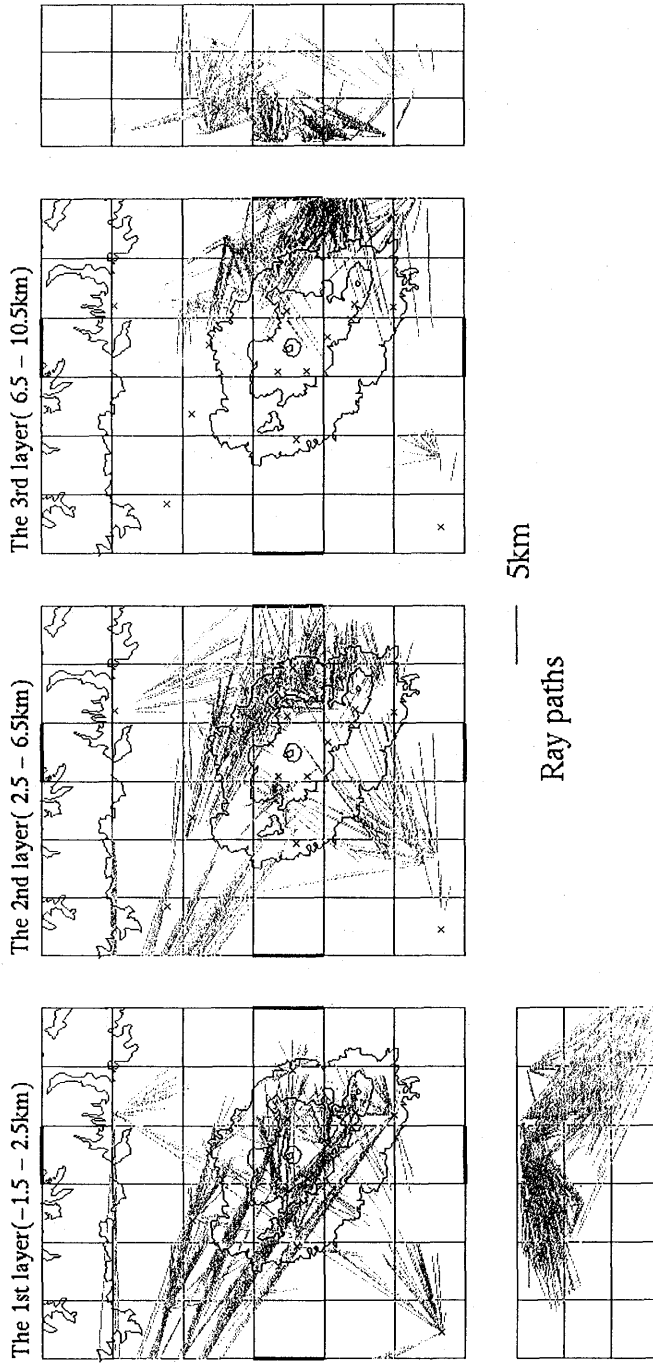 The 1st layer(−1.5 – 2.5km)
The 2nd layer( 2.5 – 6.5km)
The 3rd layer( 6.5 – 10.5km)
5km
Ray paths